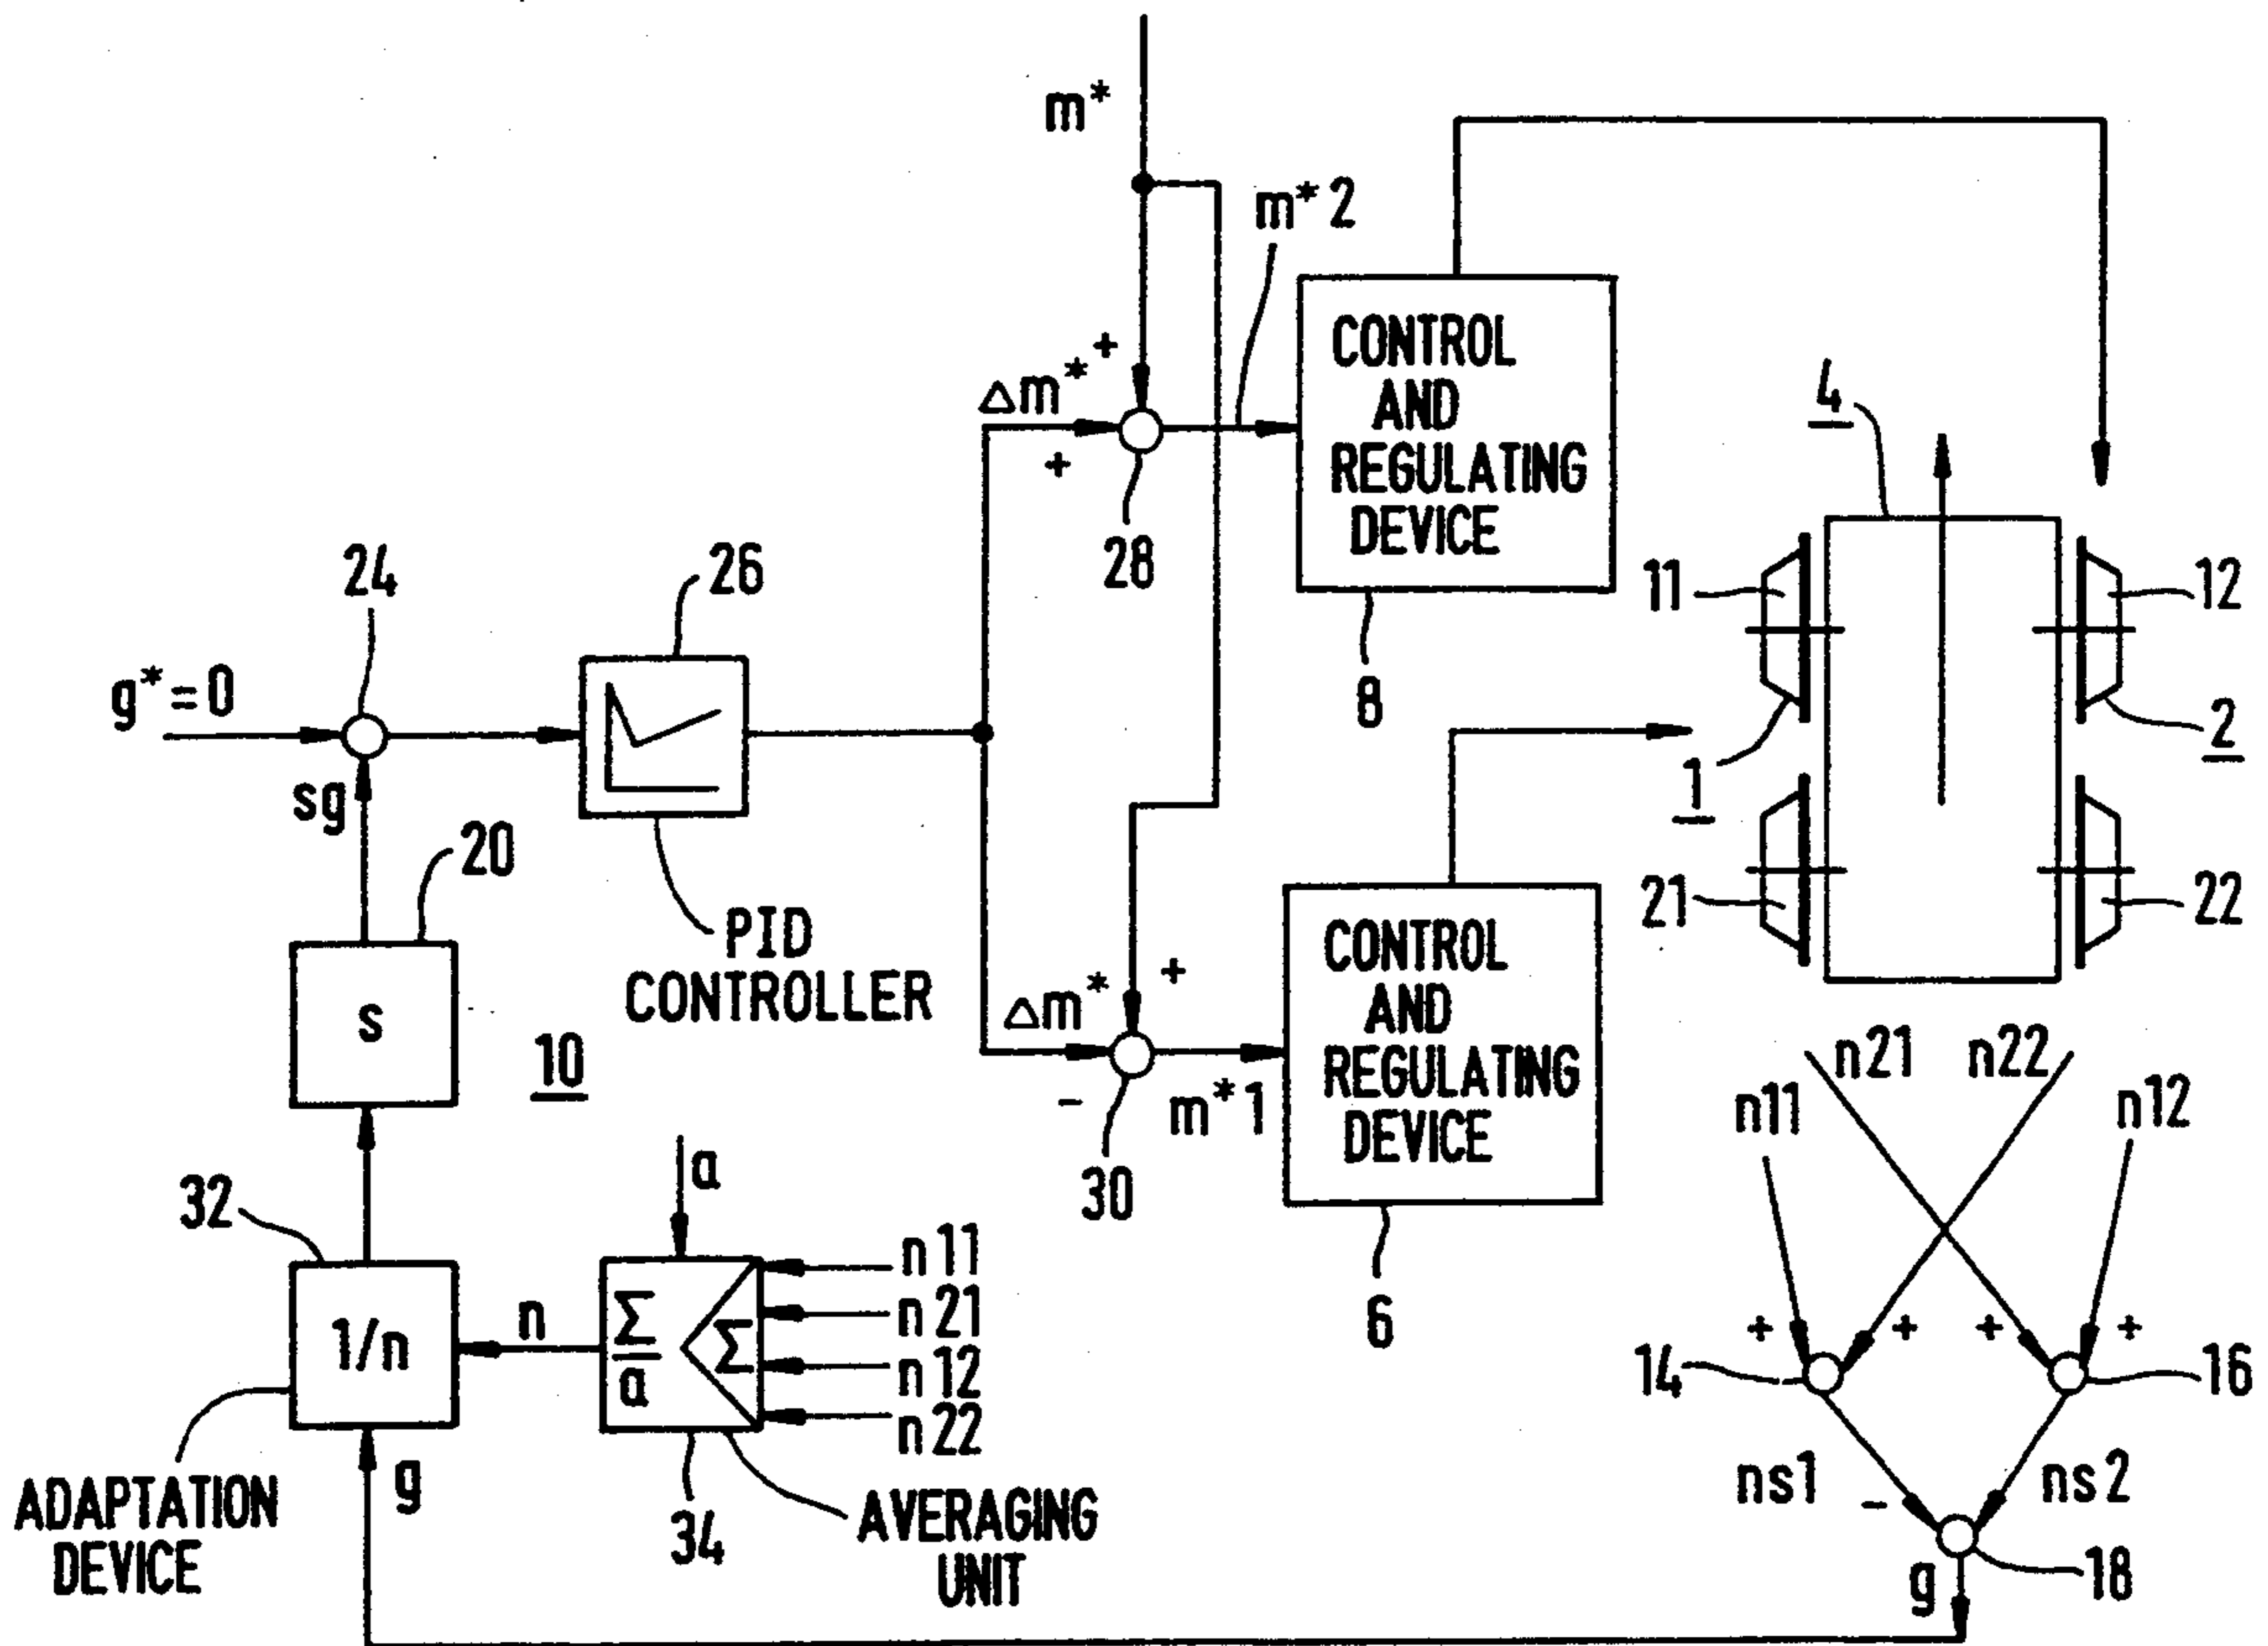 m*
m*2
CONTROL
AND
REGULATING
DEVICE
Δm*
+
+
28
8
4
11
12
1
2
21
22
24
26
g*=0
sg
20
PID
CONTROLLER
s
10
Δm*
+
-
30
m*1
CONTROL
AND
REGULATING
DEVICE
6
n21
n22
n11
n12
+
+
+
+
14
16
ns1
-
ns2
g
18
32
a
1/n
n
Σ
a
Σ
n11
n21
n12
n22
ADAPTATION
DEVICE
g
34
AVERAGING
UNIT